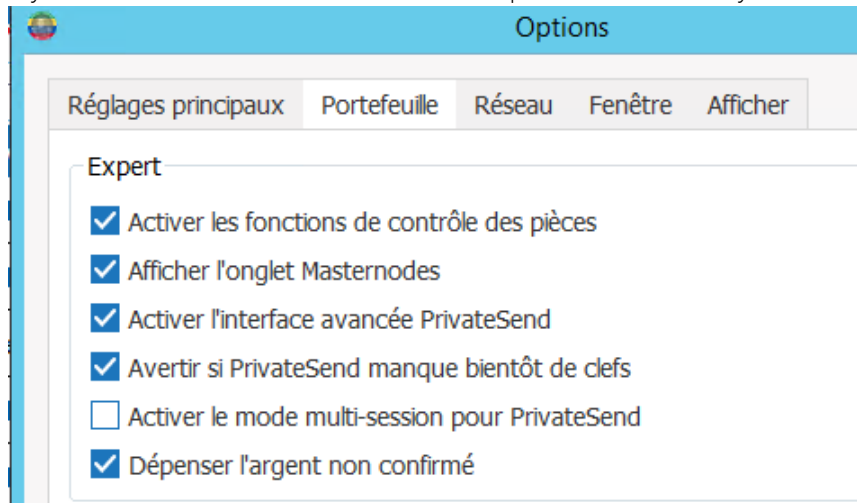 Options
Réglages principaux Portefeuille Réseau Fenêtre Afficher
Expert
Activer les fonctions de contrôle des pièces
Afficher l'onglet Masternodes
Activer l'interface avancée PrivateSend
Avertir si PrivateSend manque bientôt de clefs
Activer le mode multi-session pour PrivateSend
Dépenser l'argent non confirmé